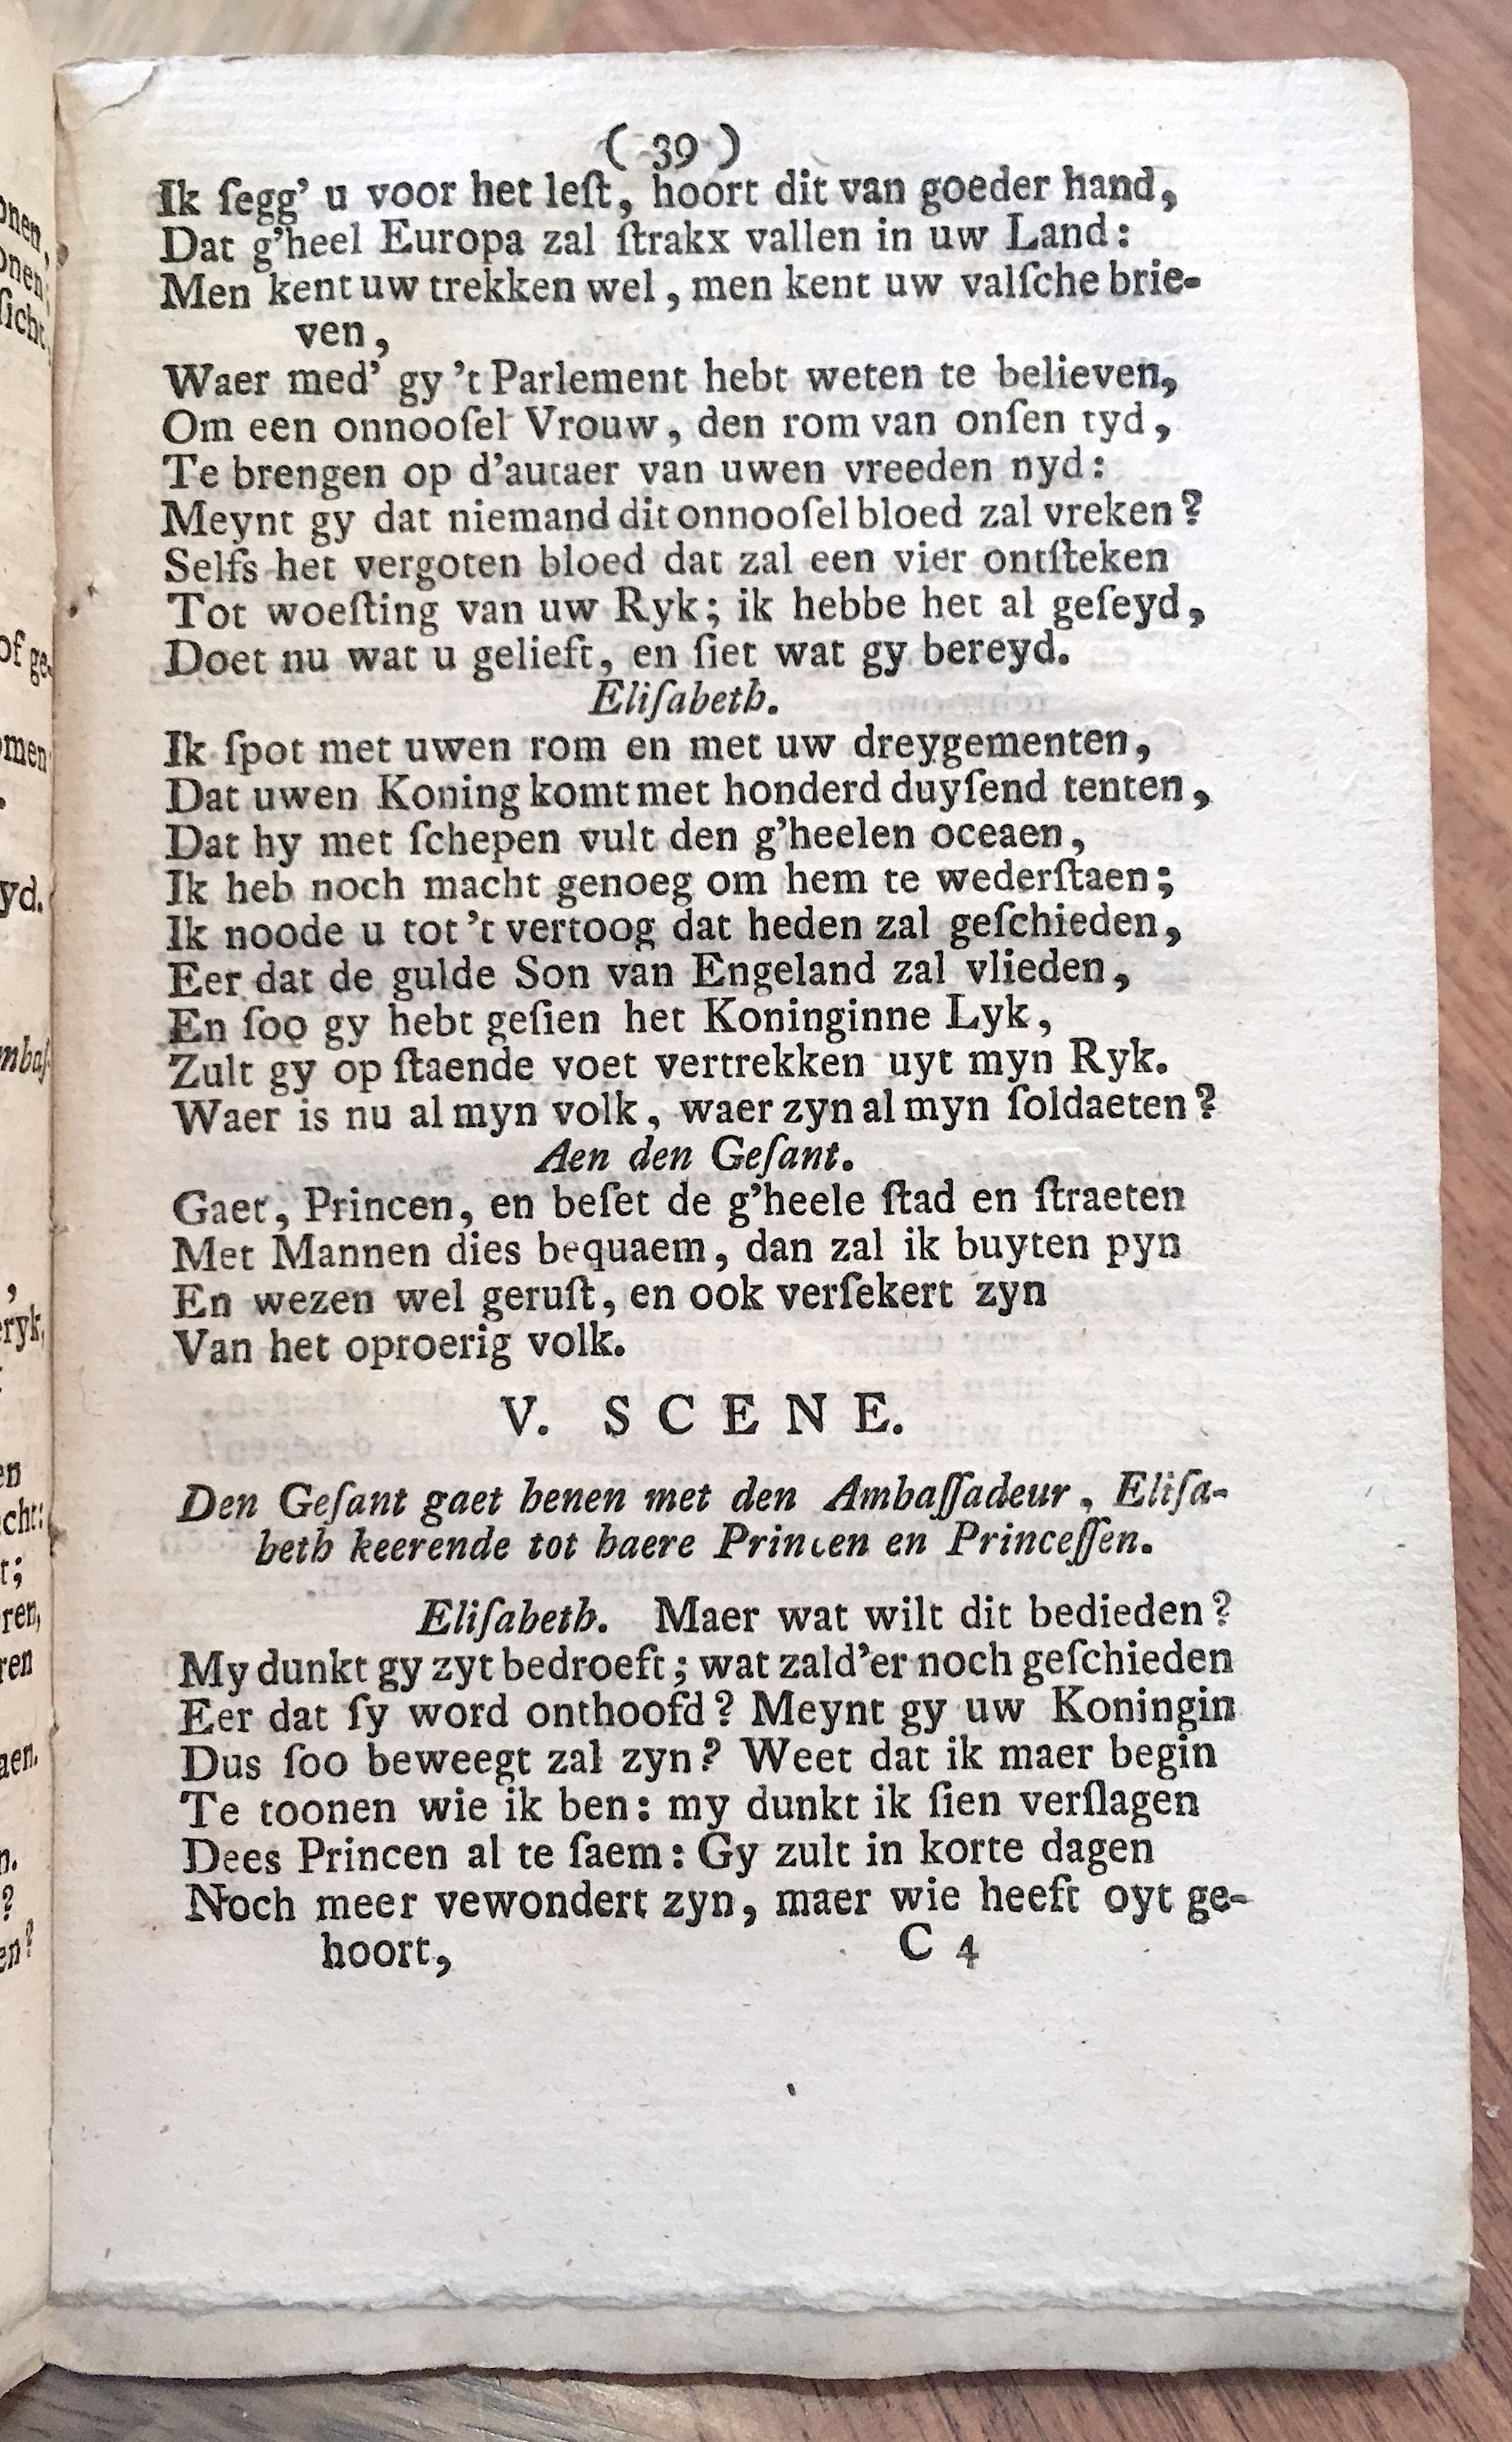 ( 39 )
Ik ſegg' u voor het leſt, hoort dit van goeder hand,
Dat g'heel Europa zal ſtrakx vallen in uw Land:
Men kent uw trekken wel, men kent uw valſche brie-
ven,
Waer med' gy 't Parlement hebt weten te believen,
Om een onnooſel Vrouw, den rom van onſen tyd,
Te brengen op d'autaer van uwen vreeden nyd:
Meynt gy dat niemand dit onnooſel bloed zal vreken?
Selfs het vergoten bloed dat zal een vier ontſteken
Tot woeſting van uw Ryk; ik hebbe het al geſeyd,
Doet nu wat u gelieft, en ſiet wat gy bereyd.
Eliſabeth.
Ik ſpot met uwen rom en met uw dreygementen,
Dat uwen Koning komt met honderd duyſend tenten,
Dat hy met ſchepen vult den g'heelen oceaen,
Ik heb noch macht genoeg om hem te wederſtaen;
Ik noode u tot 't vertoog dat heden zal geſchieden,
Eer dat de gulde Son van Engeland zal vlieden,
En ſoo gy hebt geſien het Koninginne Lyk,
Zult gy op ſtaende voet vertrekken uyt myn Ryk.
Waer is nu al myn volk, waer zyn al myn ſoldaeten?
Aen den Geſant.
Gaet, Princen, en beſet de g'heele ſtad en ſtraeten
Met Mannen dies bequaem, dan zal ik buyten pyn
En wezen wel geruſt, en ook verſekert zyn
Van het oproerig volk.
V. SCENE.
Den Geſant gaet henen met den Ambaſſadeur, Eliſa-
beth keerende tot haere Princen en Princeſſen.
Eliſabeth. Maer wat wilt dit bedieden?
My dunkt gy zyt bedroeft; wat zald'er noch geſchieden
Eer dat ſy word onthoofd? Meynt gy uw Koningin
Dus ſoo beweegt zal zyn? Weet dat ik maer begin
Te toonen wie ik ben: my dunkt ik ſien verſlagen
Dees Princen al te ſaem: Gy zult in korte dagen
Noch meer vewondert zyn, maer wie heeft oyt ge-
hoort,
C 4